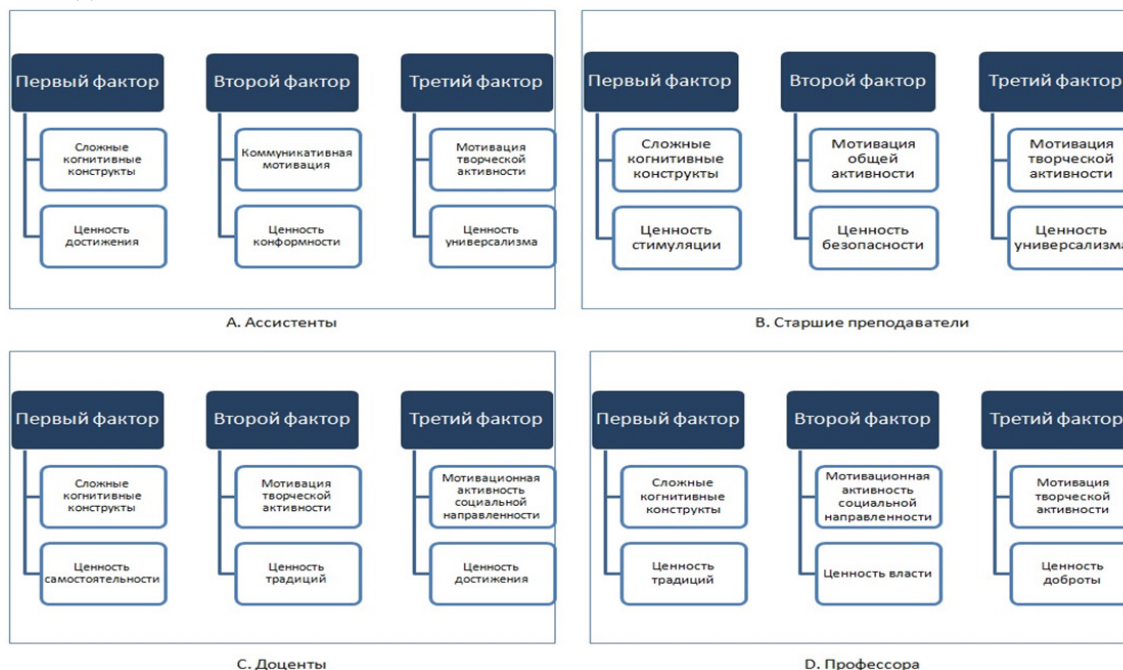 Первый фактор
Второй фактор
Третий фактор
Сложные
когнитивные
конструкты
Коммуникативная
мотивация
Мотивация
творческой
активности
Ценность
достижения
Ценность
конформности
Ценность
универсализма
А. Ассистенты
Первый фактор
Второй фактор
Третий фактор
Сложные
когнитивные
конструкты
Мотивация
общей
активности
Мотивация
творческой
активности
Ценность
стимуляции
Ценность
безопасности
Ценность
универсализма
В. Старшие преподаватели
Первый фактор
Второй фактор
Третий фактор
Сложные
когнитивные
конструкты
Мотивация
творческой
активности
Мотивационная
активность
социальной
направленности
Ценность
самостоятельности
Ценность
традиций
Ценность
достижения
C. Доценты
Первый фактор
Второй фактор
Третий фактор
Сложные
когнитивные
конструкты
Мотивационная
активность
социальной
направленности
Мотивация
творческой
активности
Ценность
традиций
Ценность власти
Ценность
доброты
D. Профессора